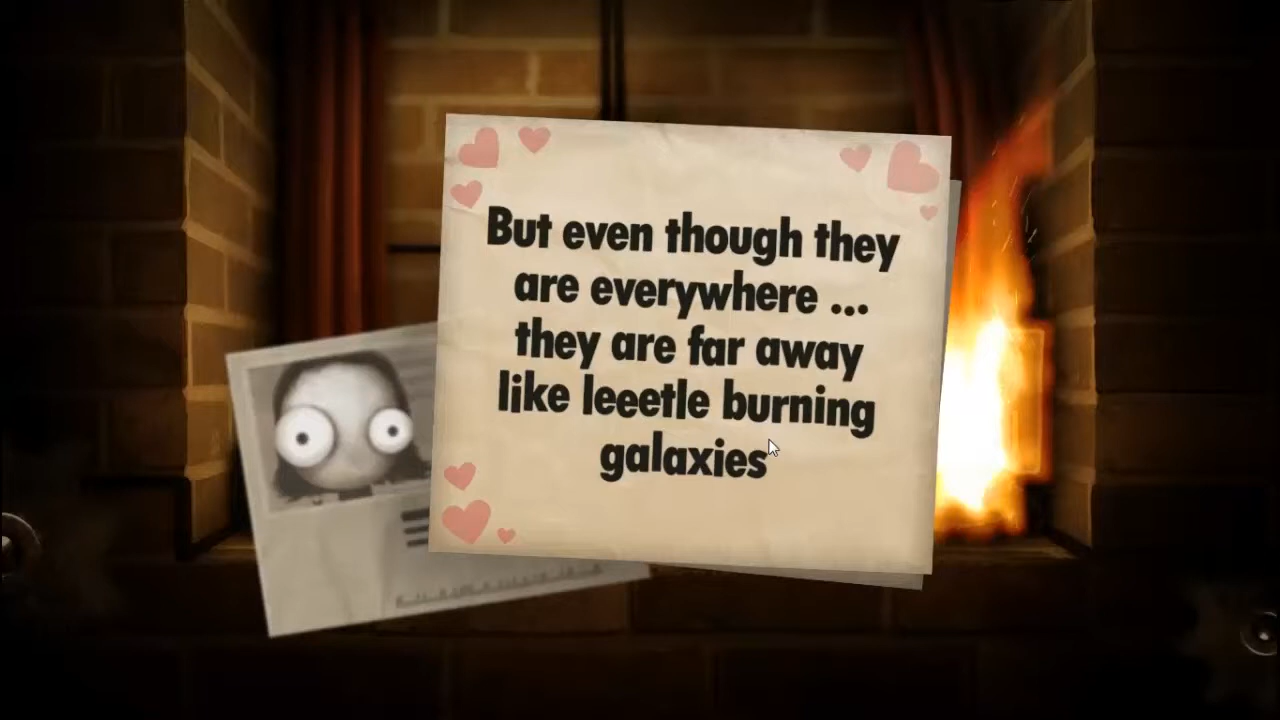 But even though they
are everywhere ...
they are far away
like leeetle burning
galaxies